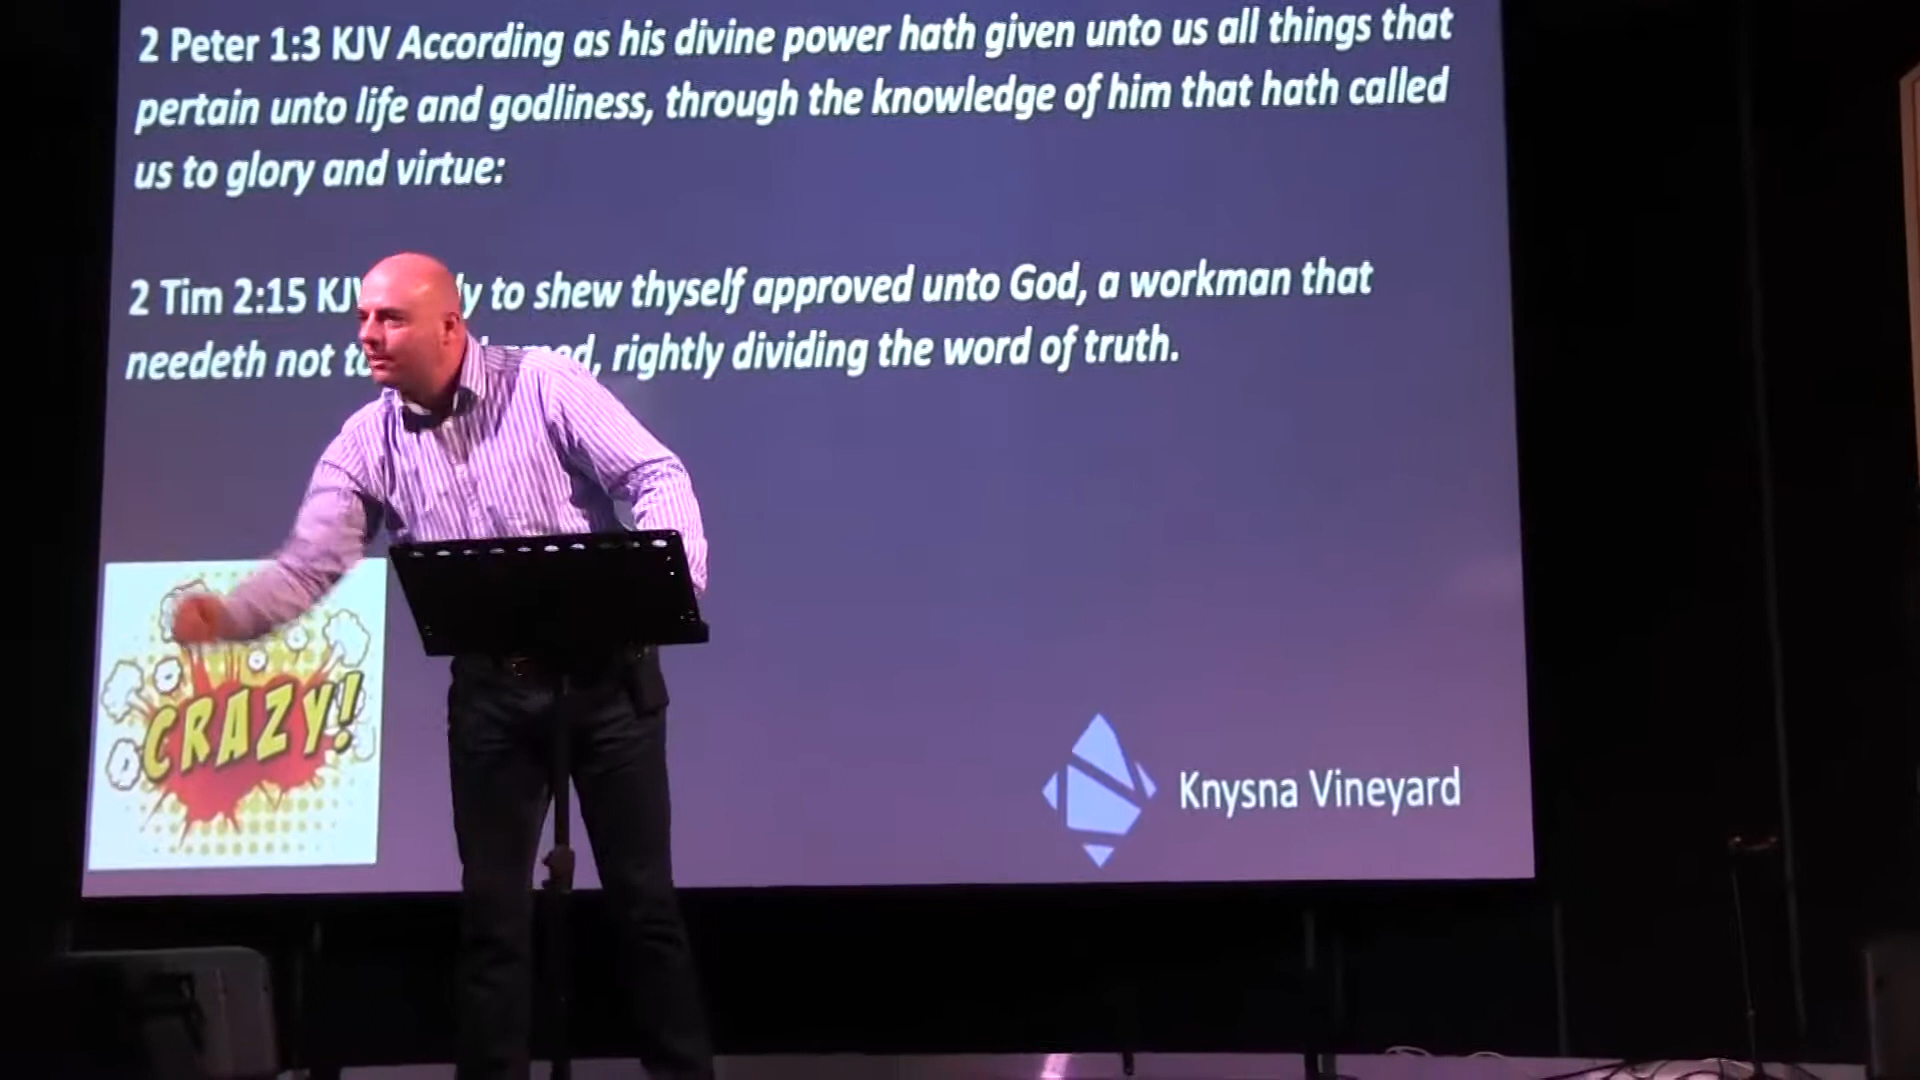 2 Peter 1:3 KJV According as his divine power hath given unto us all things that
pertain unto life and godliness, through the knowledge of him that hath called
us to glory and virtue:
2 Tim 2:15 KJV to shew thyself approved unto God, a workman that
needeth not rightly dividing the word of truth.
CRAZY!
Knysna Vineyard